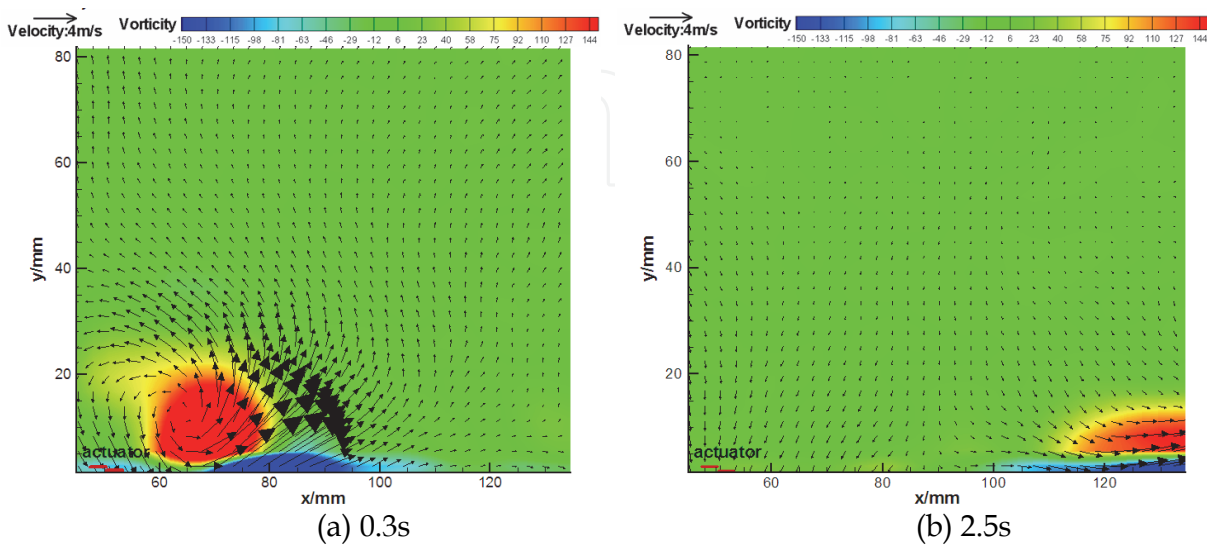 Velocity:4m/s
Vorticity
-150 -133 -115 -98 -81 -63 -46 -29 -12 6 23 40 58 75 92 110 127 144
80
60
40
20
y/mm
actuator
60 80 100 120
x/mm
(a) 0.3s
Velocity:4m/s
Vorticity
-150 -133 -115 -98 -81 -63 -46 -29 -12 6 23 40 58 75 92 110 127 144
80
60
40
20
y/mm
actuator
60 80 100 120
x/mm
(b) 2.5s